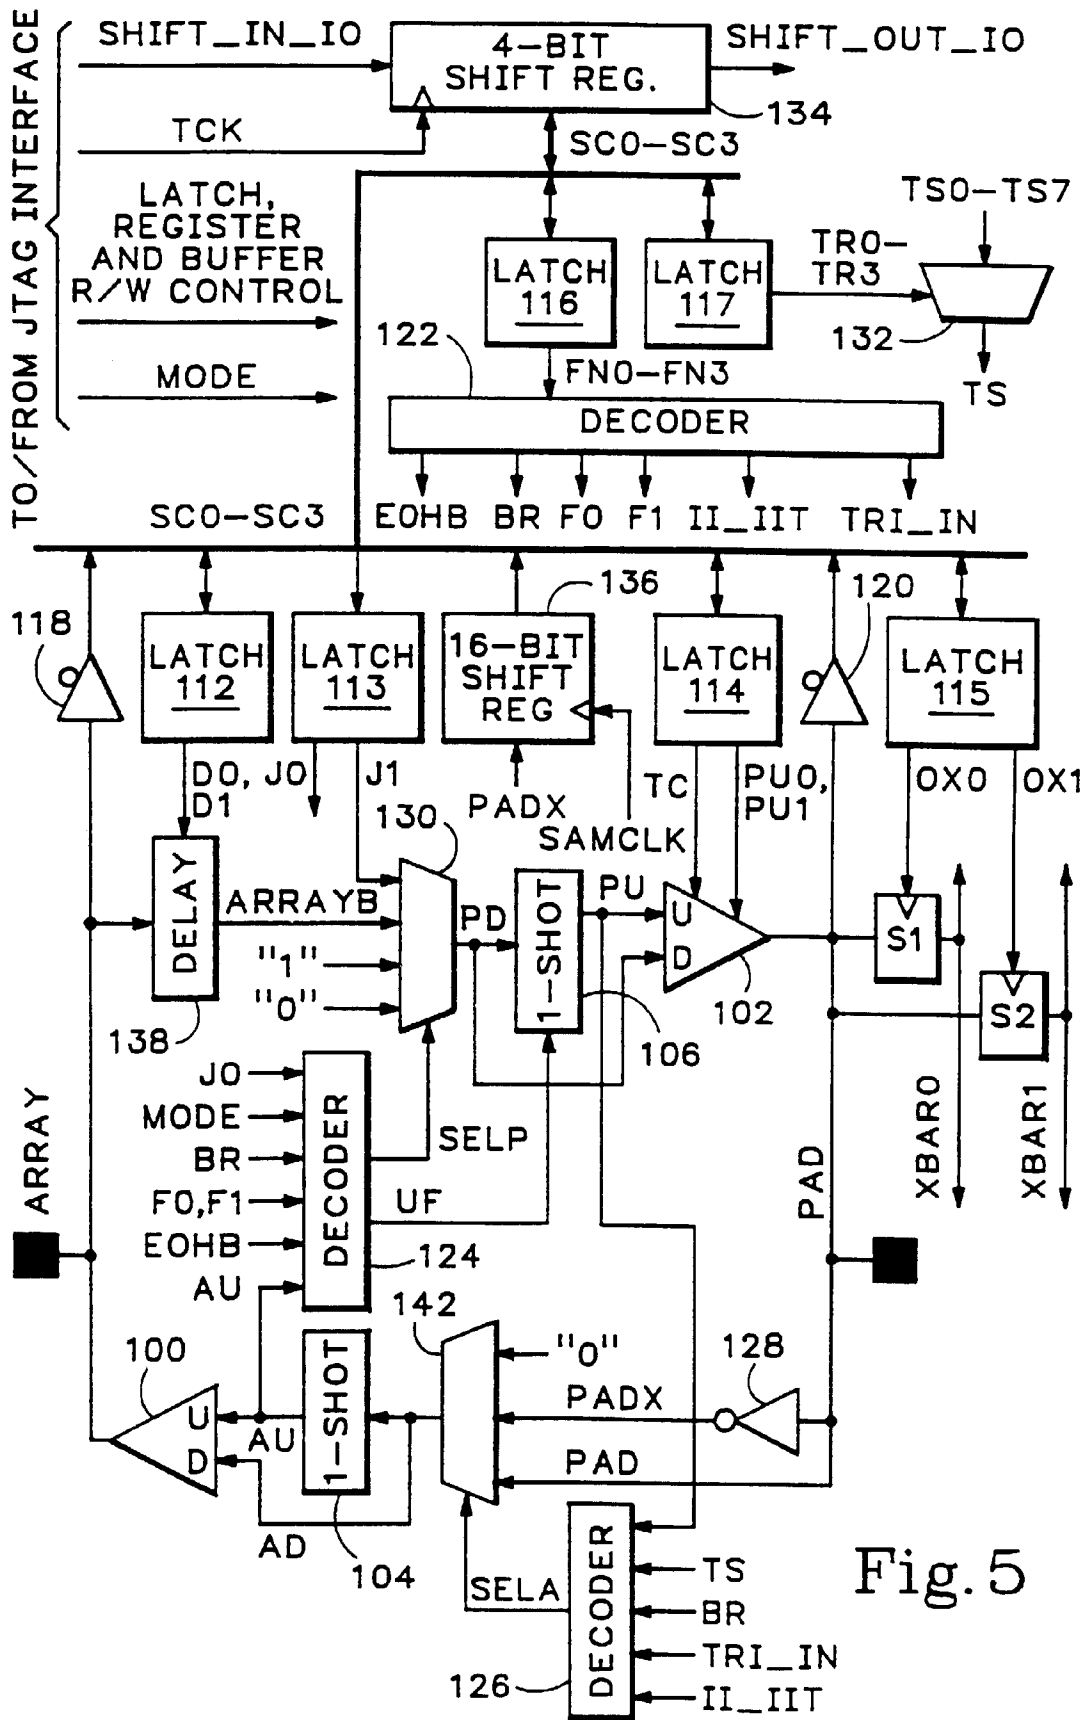 TO/FROM JTAG INTERFACE
SHIFT_IN_IO
4-BIT
SHIFT REG.
SHIFT_OUT_IO
134
TCK
SC0-SC3
LATCH,
REGISTER
AND BUFFER
R/W CONTROL
MODE
LATCH
116
LATCH
117
TR0-
TR3
TS0-TS7
132
TS
122
FN0-FN3
DECODER
SC0-SC3
EOHB
BR
F0
F1
II_IIT
TRI_IN
118
LATCH
112
LATCH
113
136
16-BIT
SHIFT
REG
LATCH
114
120
LATCH
115
D0,
D1
J0
J1
PADX
SAMCLK
TC
PU0,
PU1
OX0
OX1
130
DELAY
138
ARRAYB
"1"
"0"
PD
1-SHOT
106
PU
U
D
102
S1
S2
XBAR0
XBAR1
ARRAY
J0
MODE
BR
F0,F1
EOHB
AU
DECODER
124
SELP
UF
PAD
142
"0"
128
PADX
PAD
100
U
D
AU
1-SHOT
104
AD
SELA
DECODER
126
TS
BR
TRI_IN
II_IIT
Fig. 5